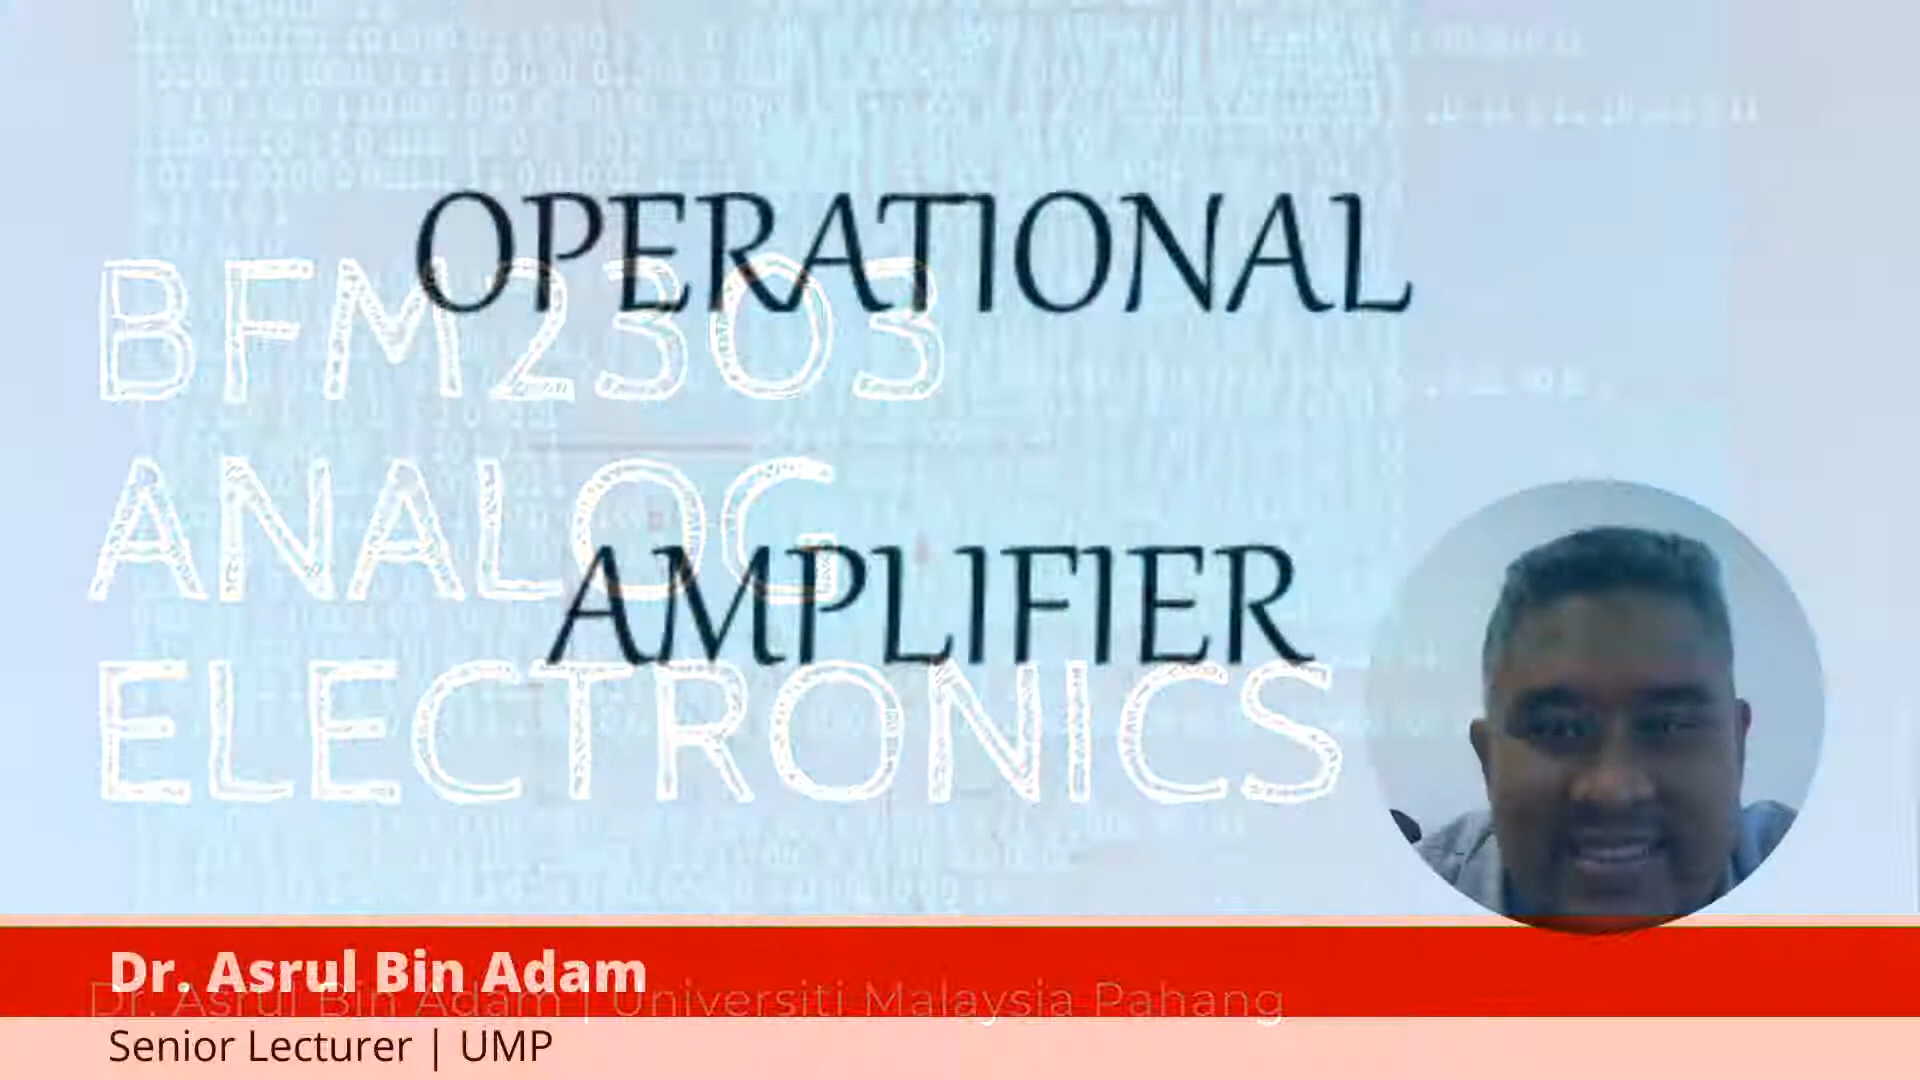 OPERATIONAL
BFM2303
ANALOG
AMPLIFIER
ELECTRONICS
Dr. Asrul Bin Adam
Dr. Asrul Bin Adam | Universiti Malaysia Pahang
Senior Lecturer | UMP